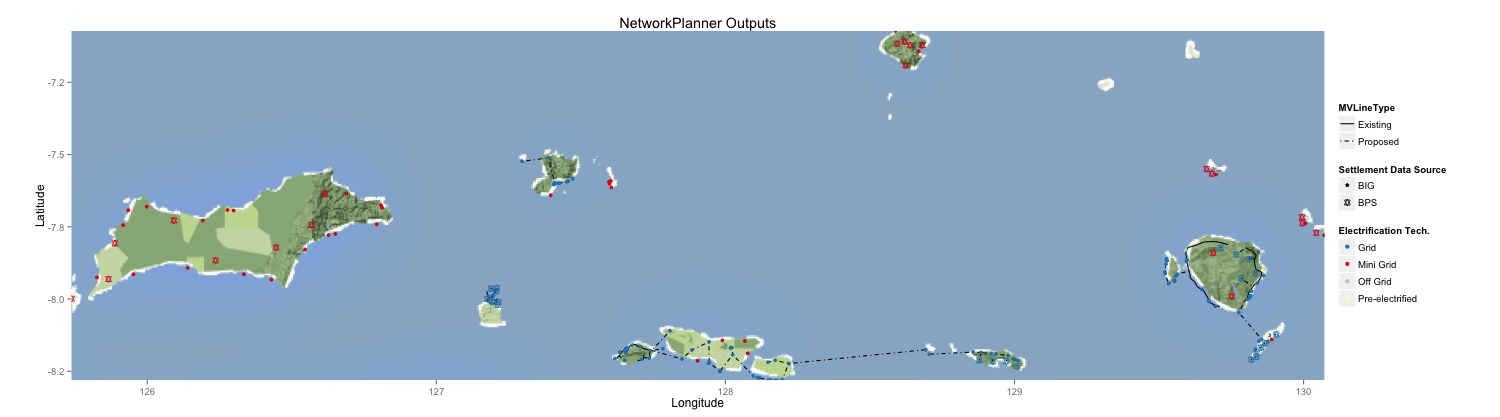 NetworkPlanner Outputs
-7.2
-7.5
-7.8
-8.0
-8.2
Latitude
126
127
128
129
130
Longitude
MVLineType
Existing
Proposed
Settlement Data Source
BIG
BPS
Electrification Tech.
Grid
Mini Grid
Off Grid
Pre-electrified